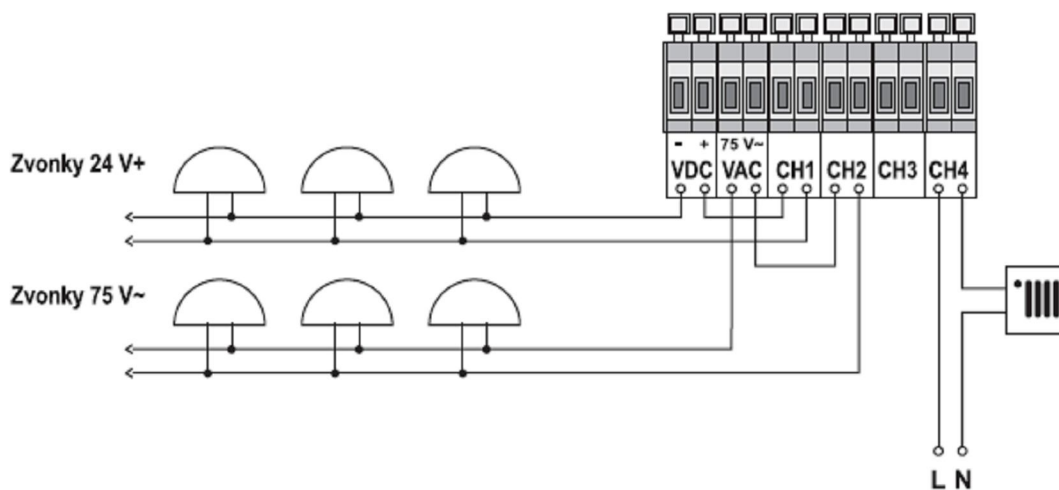 - + 75 V~
VDC VAC CH1 CH2 CH3 CH4
Zvonky 24 V+
Zvonky 75 V~
L N